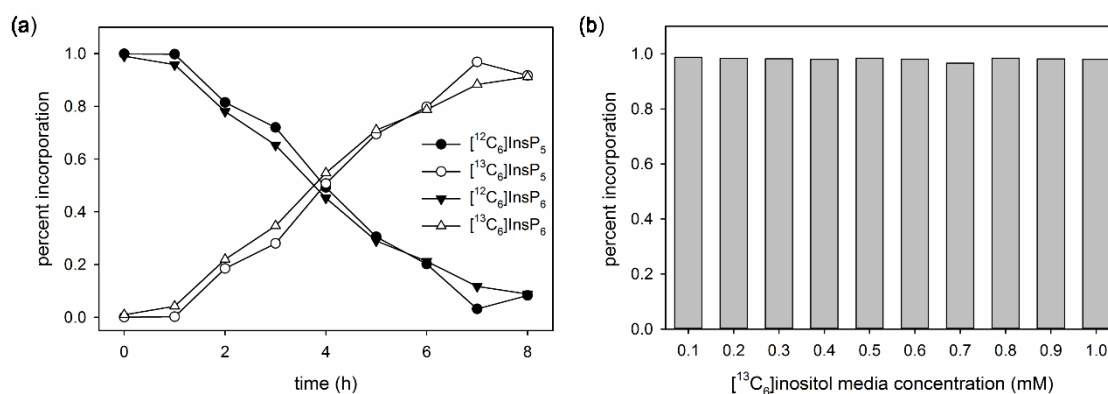 (a)
percent incorporation
1.0
0.8
0.6
0.4
0.2
0.0
[¹²C₆]InsP₅
[¹³C₆]InsP₅
[¹²C₆]InsP₆
[¹³C₆]InsP₆
0 2 4 6 8
time (h)
(b)
percent incorporation
1.0
0.8
0.6
0.4
0.2
0.0
0.1 0.2 0.3 0.4 0.5 0.6 0.7 0.8 0.9 1.0
[¹³C₆]inositol media concentration (mM)